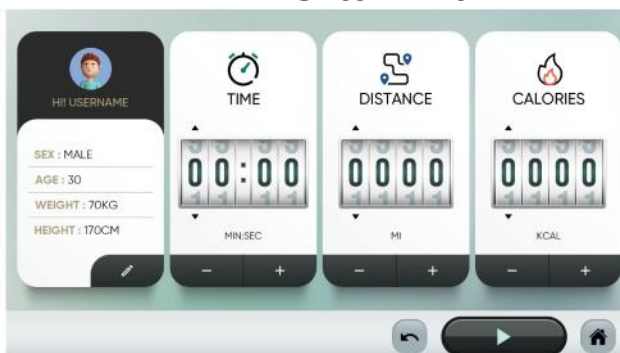 HI! USERNAME
SEX : MALE
AGE : 30
WEIGHT : 70KG
HEIGHT : 170CM
TIME
00:00
MIN:SEC
- +
DISTANCE
0000
MI
- +
CALORIES
0000
KCAL
- +